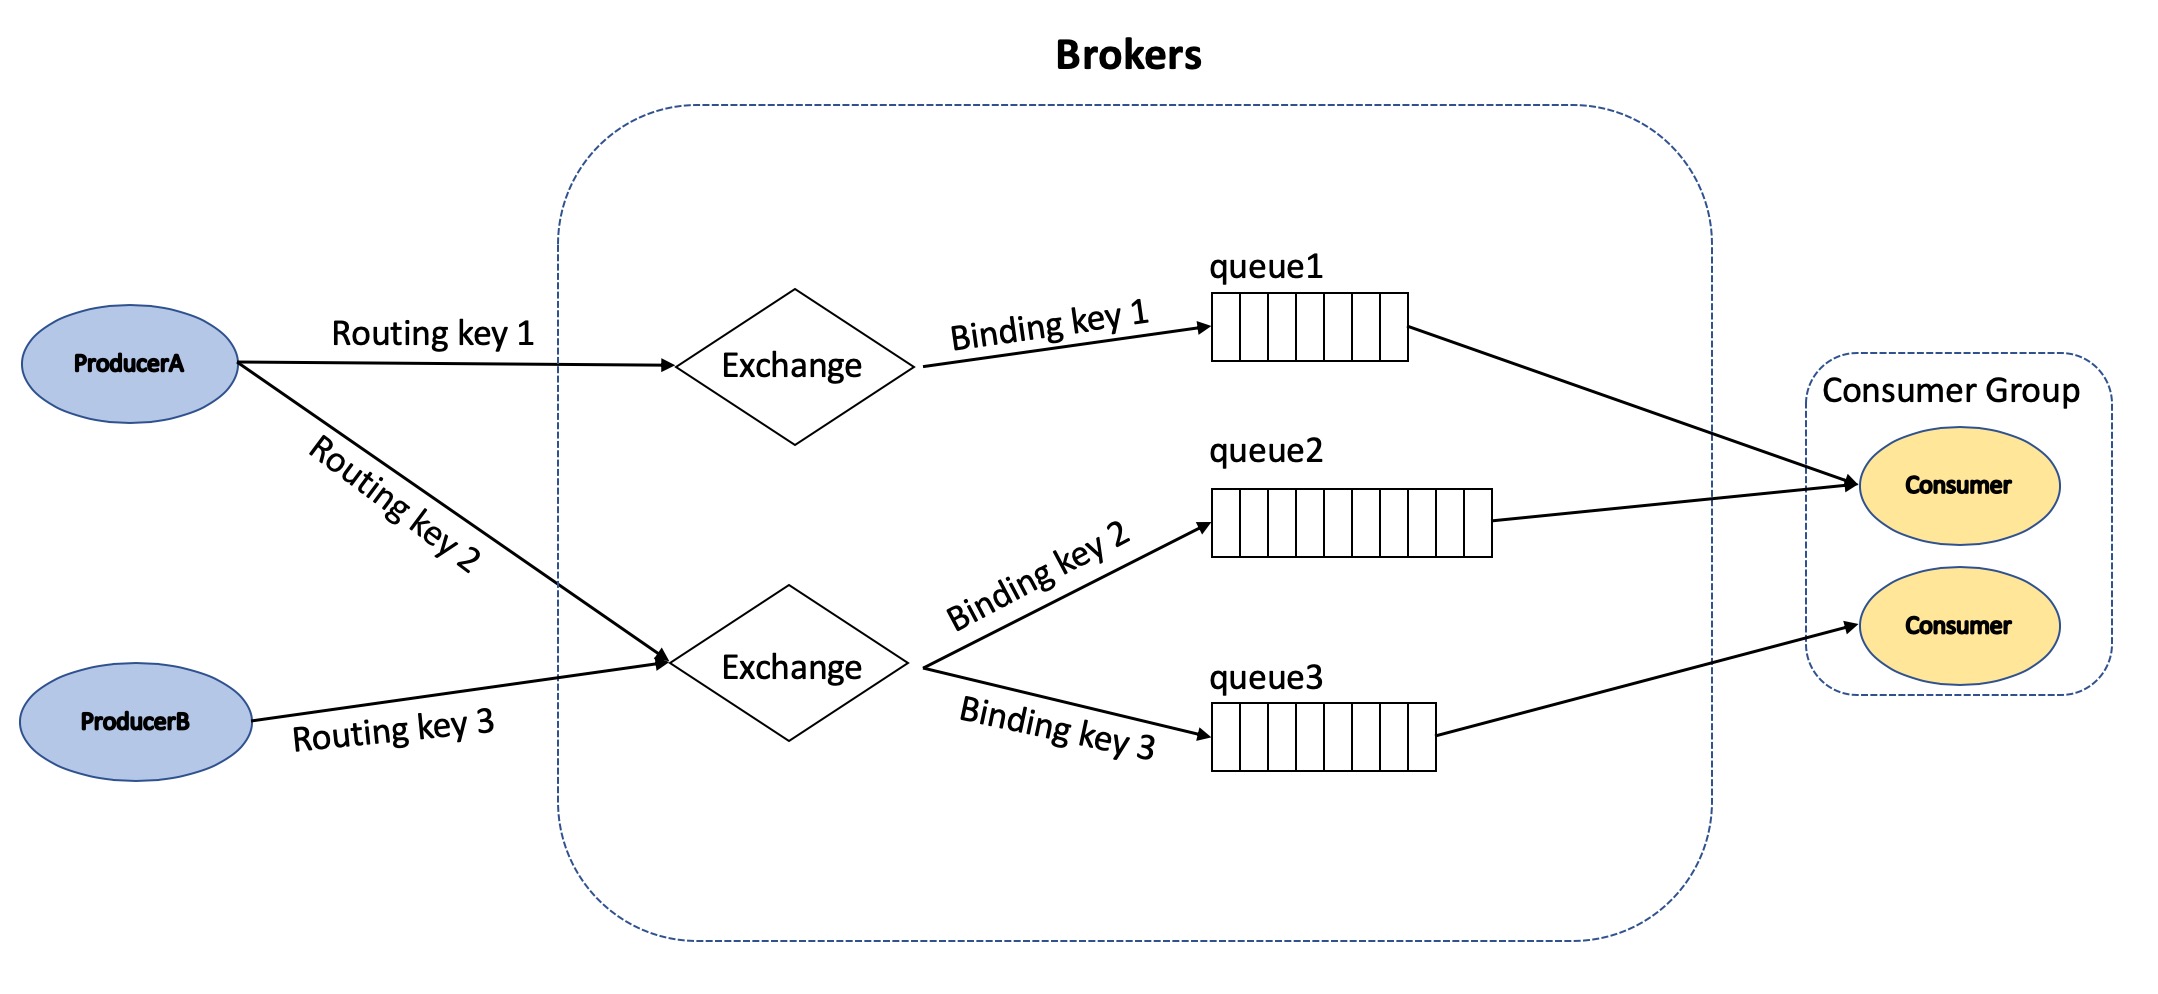 Brokers
queue1
Binding key 1
Routing key 1
ProducerA
Exchange
Consumer Group
Routing key 2
queue2
Consumer
Binding key 2
Consumer
Exchange
queue3
ProducerB
Routing key 3
Binding key 3